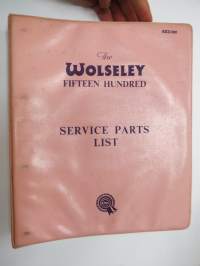 The
WOLSELEY
FIFTEEN HUNDRED
SERVICE PARTS
LIST